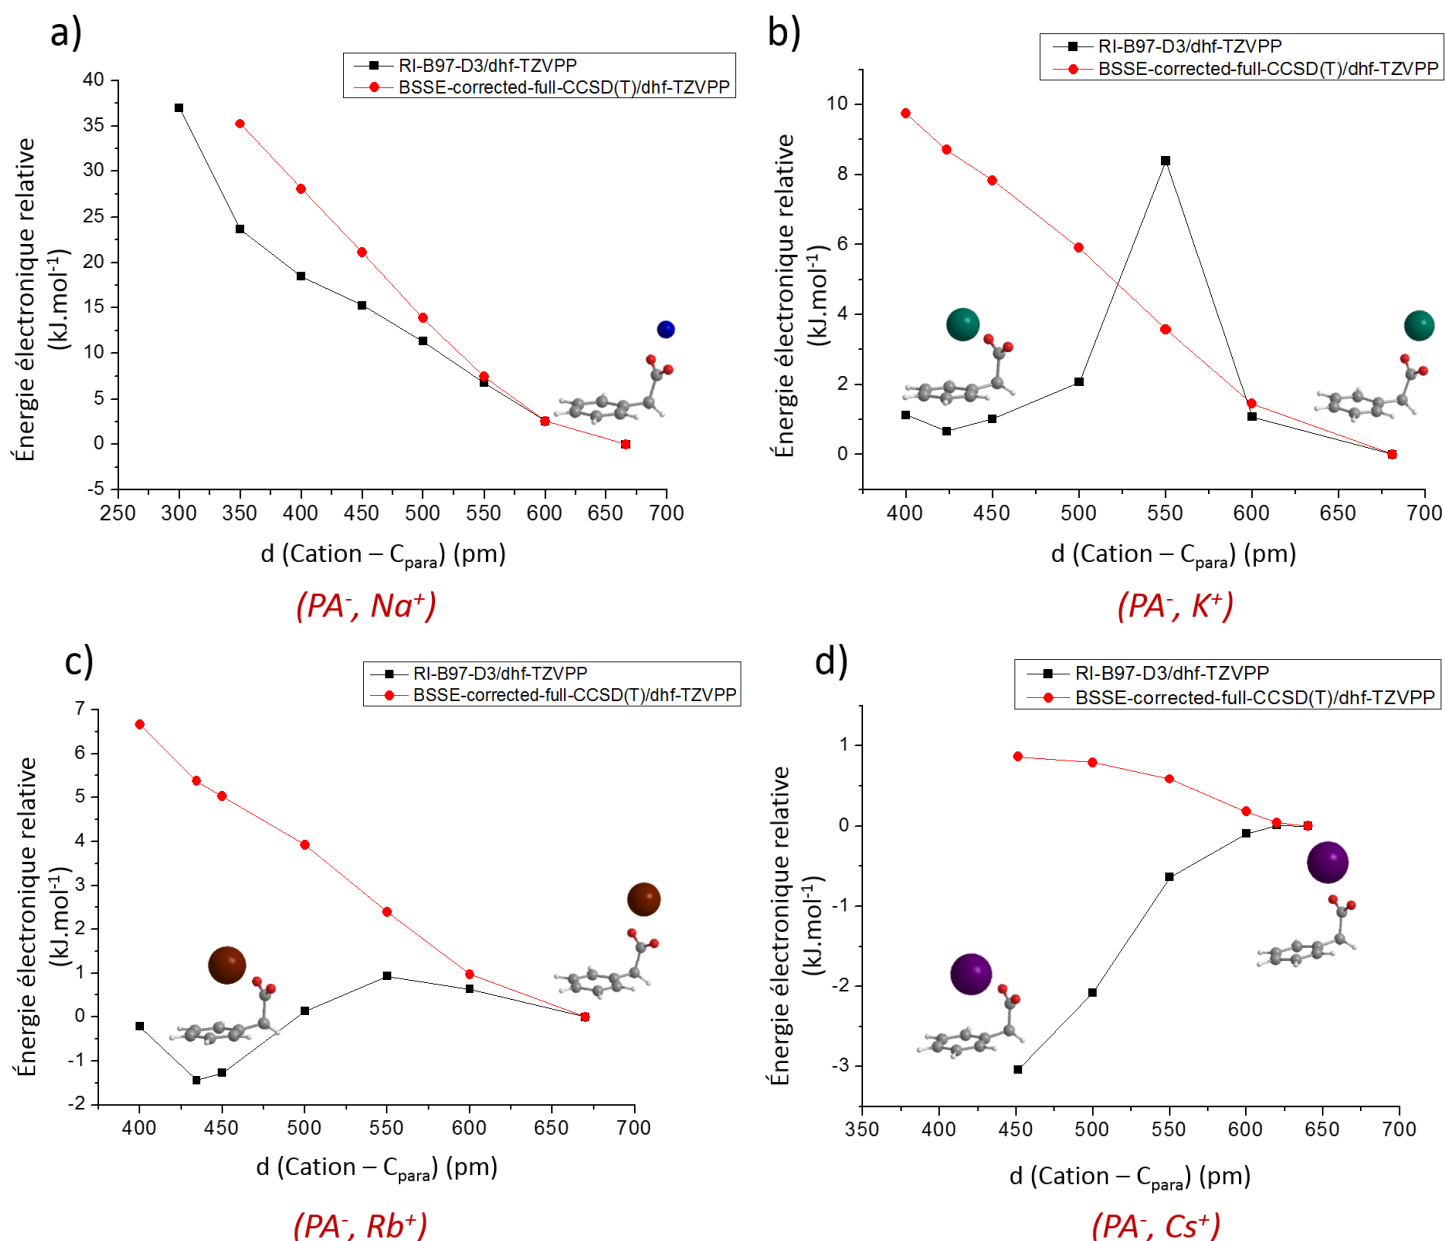 a)
RI-B97-D3/dhf-TZVPP
BSSE-corrected-full-CCSD(T)/dhf-TZVPP
Énergie électronique relative
(kJ.mol⁻¹)
40
35
30
25
20
15
10
5
0
-5
250 300 350 400 450 500 550 600 650 700
d (Cation – Cₚₐᵣₐ) (pm)
(PA⁻, Na⁺)
b)
RI-B97-D3/dhf-TZVPP
BSSE-corrected-full-CCSD(T)/dhf-TZVPP
Énergie électronique relative
(kJ.mol⁻¹)
10
8
6
4
2
0
400 450 500 550 600 650 700
d (Cation – Cₚₐᵣₐ) (pm)
(PA⁻, K⁺)
c)
RI-B97-D3/dhf-TZVPP
BSSE-corrected-full-CCSD(T)/dhf-TZVPP
Énergie électronique relative
(kJ.mol⁻¹)
7
6
5
4
3
2
1
0
-1
-2
400 450 500 550 600 650 700
d (Cation – Cₚₐᵣₐ) (pm)
(PA⁻, Rb⁺)
d)
RI-B97-D3/dhf-TZVPP
BSSE-corrected-full-CCSD(T)/dhf-TZVPP
Énergie électronique relative
(kJ.mol⁻¹)
1
0
-1
-2
-3
350 400 450 500 550 600 650 700
d (Cation – Cₚₐᵣₐ) (pm)
(PA⁻, Cs⁺)